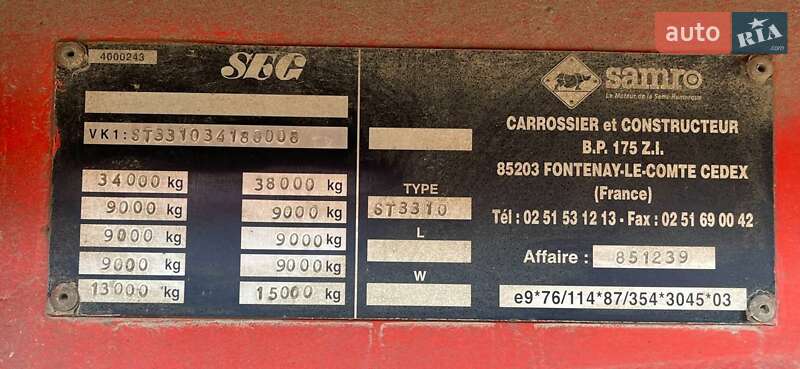 4000243
SEG
VK1: ST331034188008
34000 kg 38000 kg
9000 kg 9000 kg
9000 kg 9000 kg
9000 kg 9000 kg
13000 kg 15000 kg
TYPE
ST3310
L
W
samro
Le Moteur de la Semi-Remorque
CARROSSIER et CONSTRUCTEUR
B.P. 175 Z.I.
85203 FONTENAY-LE-COMTE CEDEX
(France)
Tél : 02 51 53 12 13 - Fax : 02 51 69 00 42
Affaire : 851239
e9*76/114*87/354*3045*03
auto RIA .com